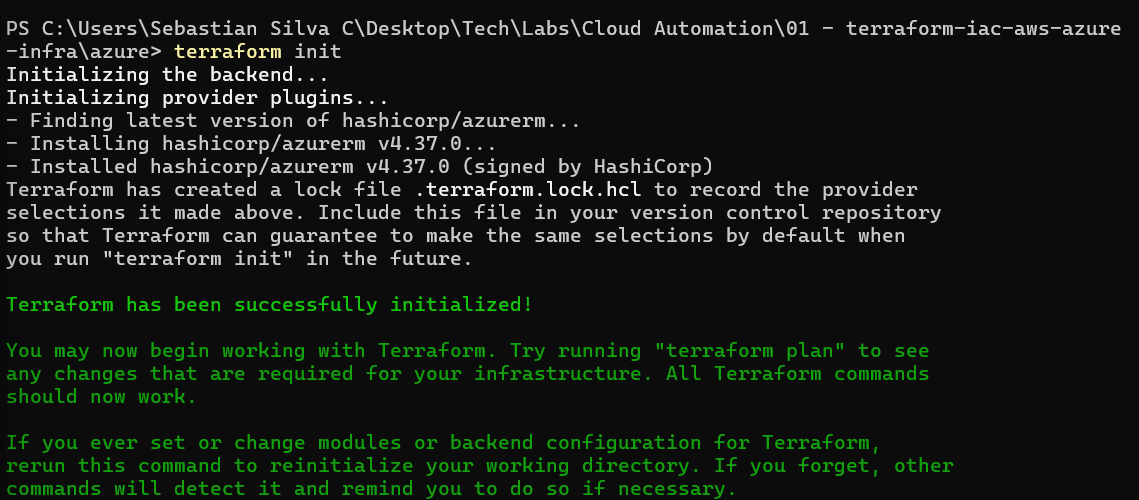 PS C:\Users\Sebastian Silva C\Desktop\Tech\Labs\Cloud Automation\01 - terraform-iac-aws-azure
-infra\azure> terraform init
Initializing the backend...
Initializing provider plugins...
- Finding latest version of hashicorp/azurerm...
- Installing hashicorp/azurerm v4.37.0...
- Installed hashicorp/azurerm v4.37.0 (signed by HashiCorp)
Terraform has created a lock file .terraform.lock.hcl to record the provider
selections it made above. Include this file in your version control repository
so that Terraform can guarantee to make the same selections by default when
you run "terraform init" in the future.
Terraform has been successfully initialized!
You may now begin working with Terraform. Try running "terraform plan" to see
any changes that are required for your infrastructure. All Terraform commands
should now work.
If you ever set or change modules or backend configuration for Terraform,
rerun this command to reinitialize your working directory. If you forget, other
commands will detect it and remind you to do so if necessary.